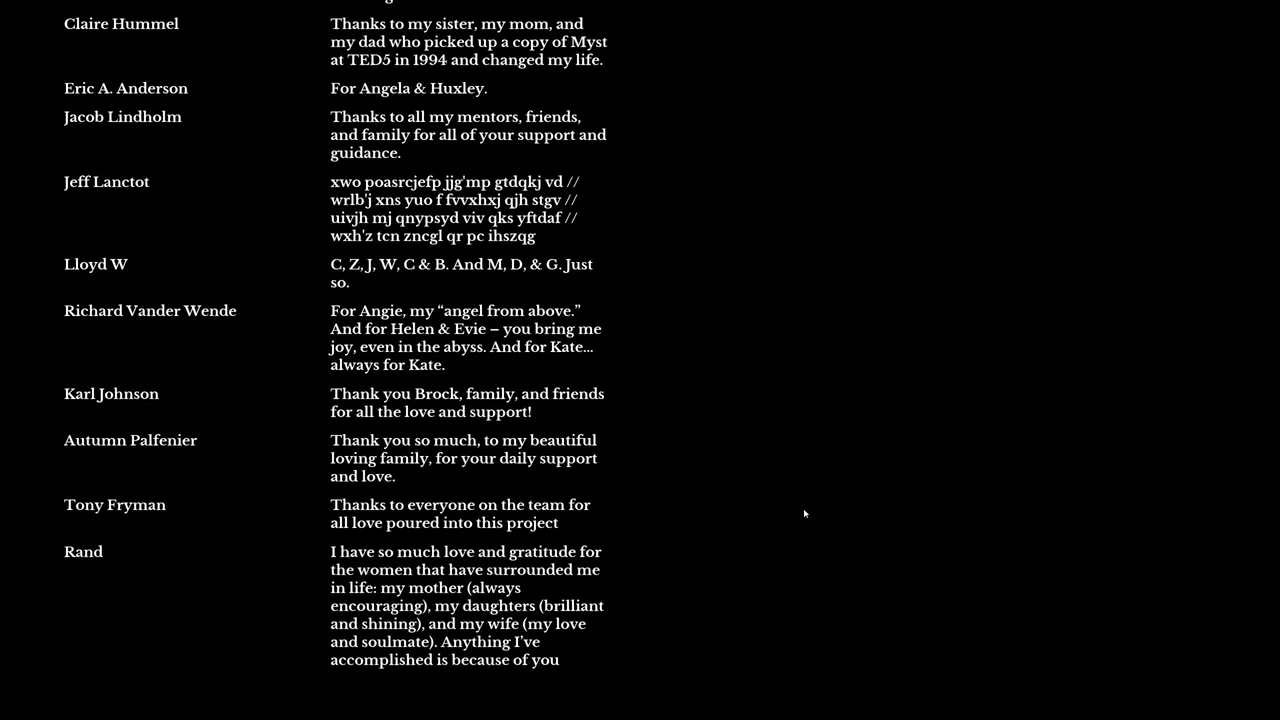 Claire Hummel
Thanks to my sister, my mom, and
my dad who picked up a copy of Myst
at TED5 in 1994 and changed my life.
Eric A. Anderson
For Angela & Huxley.
Jacob Lindholm
Thanks to all my mentors, friends,
and family for all of your support and
guidance.
Jeff Lanctot
xwo poasrcjefp jjg'mp gtdqkj vd //
wrlb'j xns yuo f fvvxhxj qjh stgv //
uivjh mj qnypsyd viv qks yftdaf //
wxh'z tcn zncgl qr pc ihszqg
Lloyd W
C, Z, J, W, C & B. And M, D, & G. Just
so.
Richard Vander Wende
For Angie, my “angel from above.”
And for Helen & Evie – you bring me
joy, even in the abyss. And for Kate...
always for Kate.
Karl Johnson
Thank you Brock, family, and friends
for all the love and support!
Autumn Palfenier
Thank you so much, to my beautiful
loving family, for your daily support
and love.
Tony Fryman
Thanks to everyone on the team for
all love poured into this project
Rand
I have so much love and gratitude for
the women that have surrounded me
in life: my mother (always
encouraging), my daughters (brilliant
and shining), and my wife (my love
and soulmate). Anything I’ve
accomplished is because of you